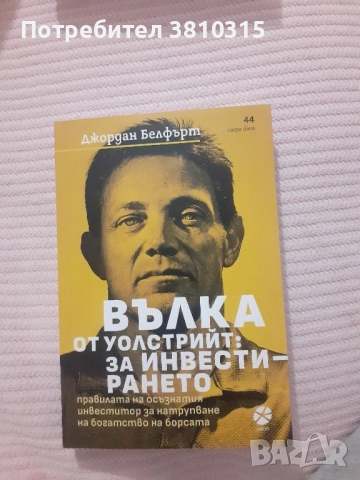 Потребител 3810315
Джордан Белфърт
44
ВЪЛКА
ОТ УОЛСТРИЙТ:
ЗА ИНВЕСТИ-
РАНЕТО
правилата на осъзнатия
инвеститор за натрупване
на богатство на борсата
BAZAR